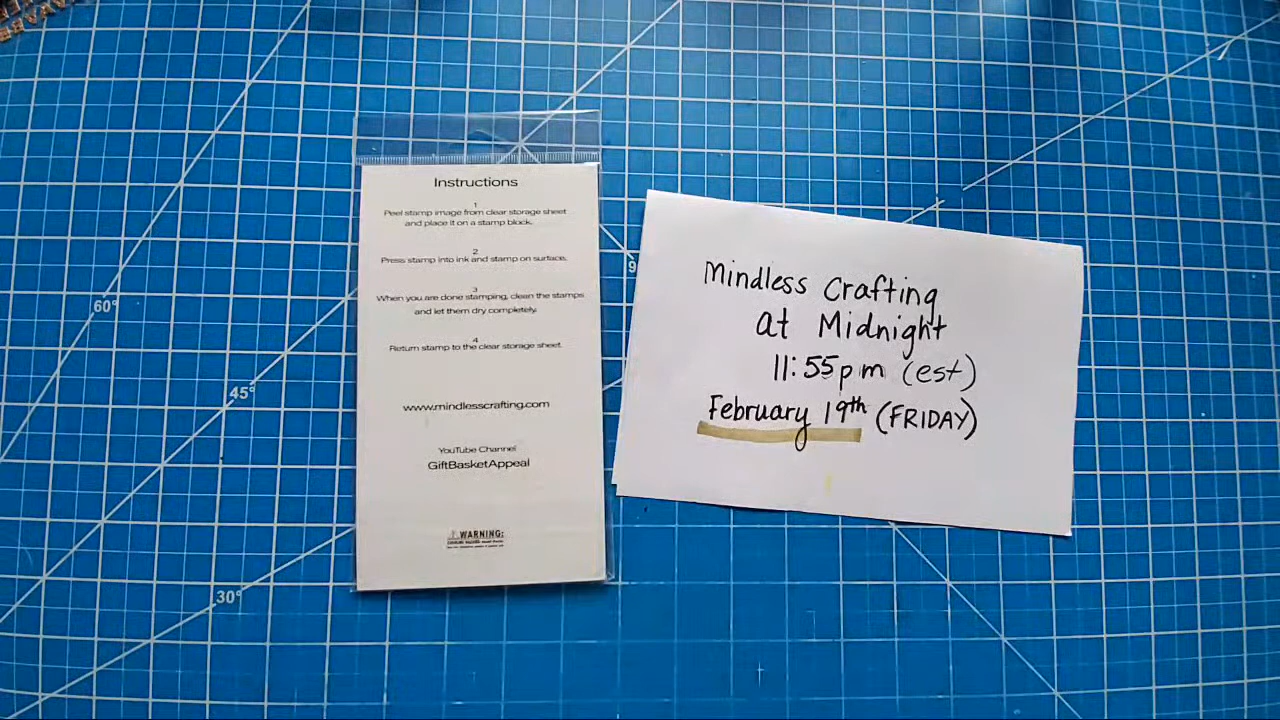 Instructions
1
Peel stamp image from clear storage sheet
and place it on a stamp block.
2
Press stamp into ink and stamp on surface.
3
When you are done stamping, clean the stamps
and let them dry completely.
4
Return stamp to the clear storage sheet.
www.mindlesscrafting.com
YouTube Channel
GiftBasketAppeal
WARNING:
Mindless Crafting
at Midnight
11:55pm (est)
February 19th (FRIDAY)
60°
45°
30°
9